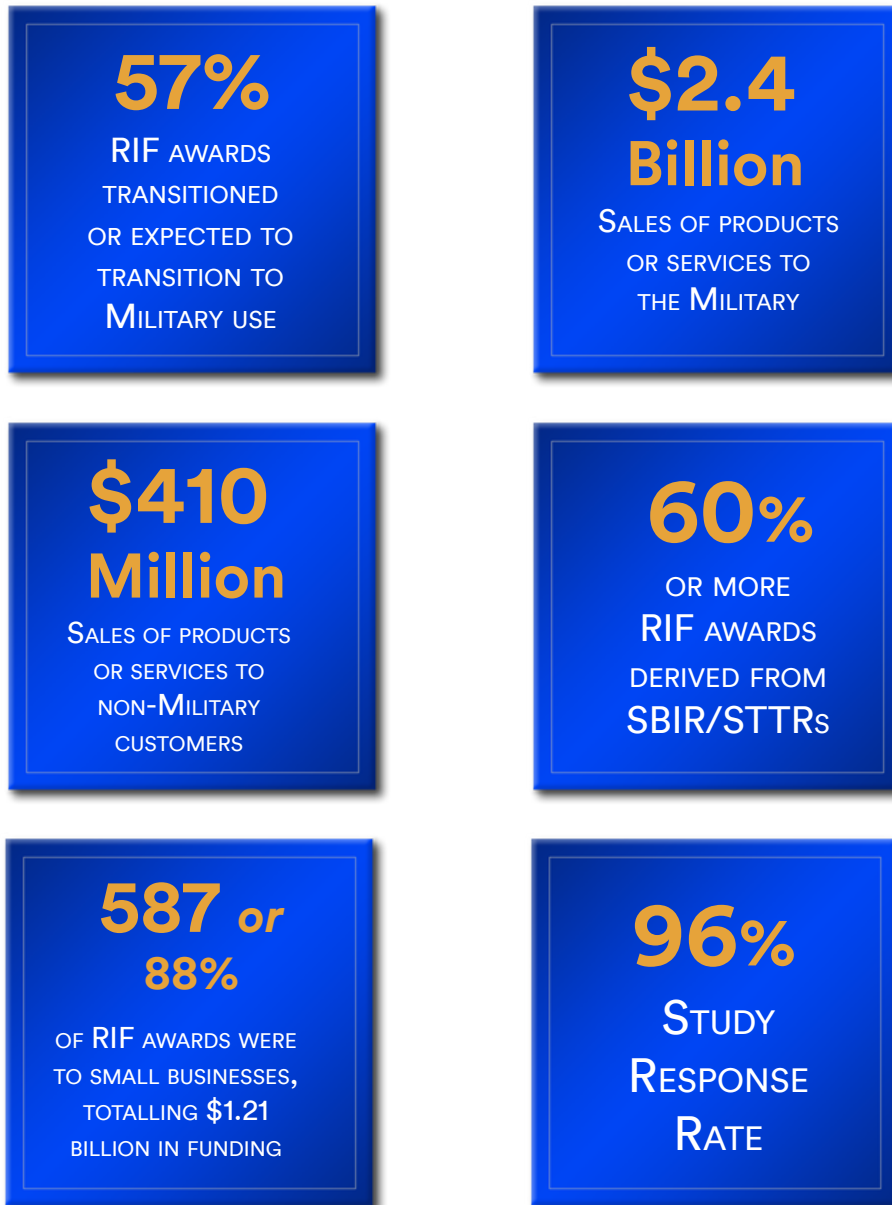 57%
RIF AWARDS
TRANSITIONED
OR EXPECTED TO
TRANSITION TO
MILITARY USE
$2.4
Billion
SALES OF PRODUCTS
OR SERVICES TO
THE MILITARY
$410
Million
SALES OF PRODUCTS
OR SERVICES TO
NON-MILITARY
CUSTOMERS
60%
OR MORE
RIF AWARDS
DERIVED FROM
SBIR/STTRS
587 or
88%
OF RIF AWARDS WERE
TO SMALL BUSINESSES,
TOTALLING $1.21
BILLION IN FUNDING
96%
STUDY
RESPONSE
RATE